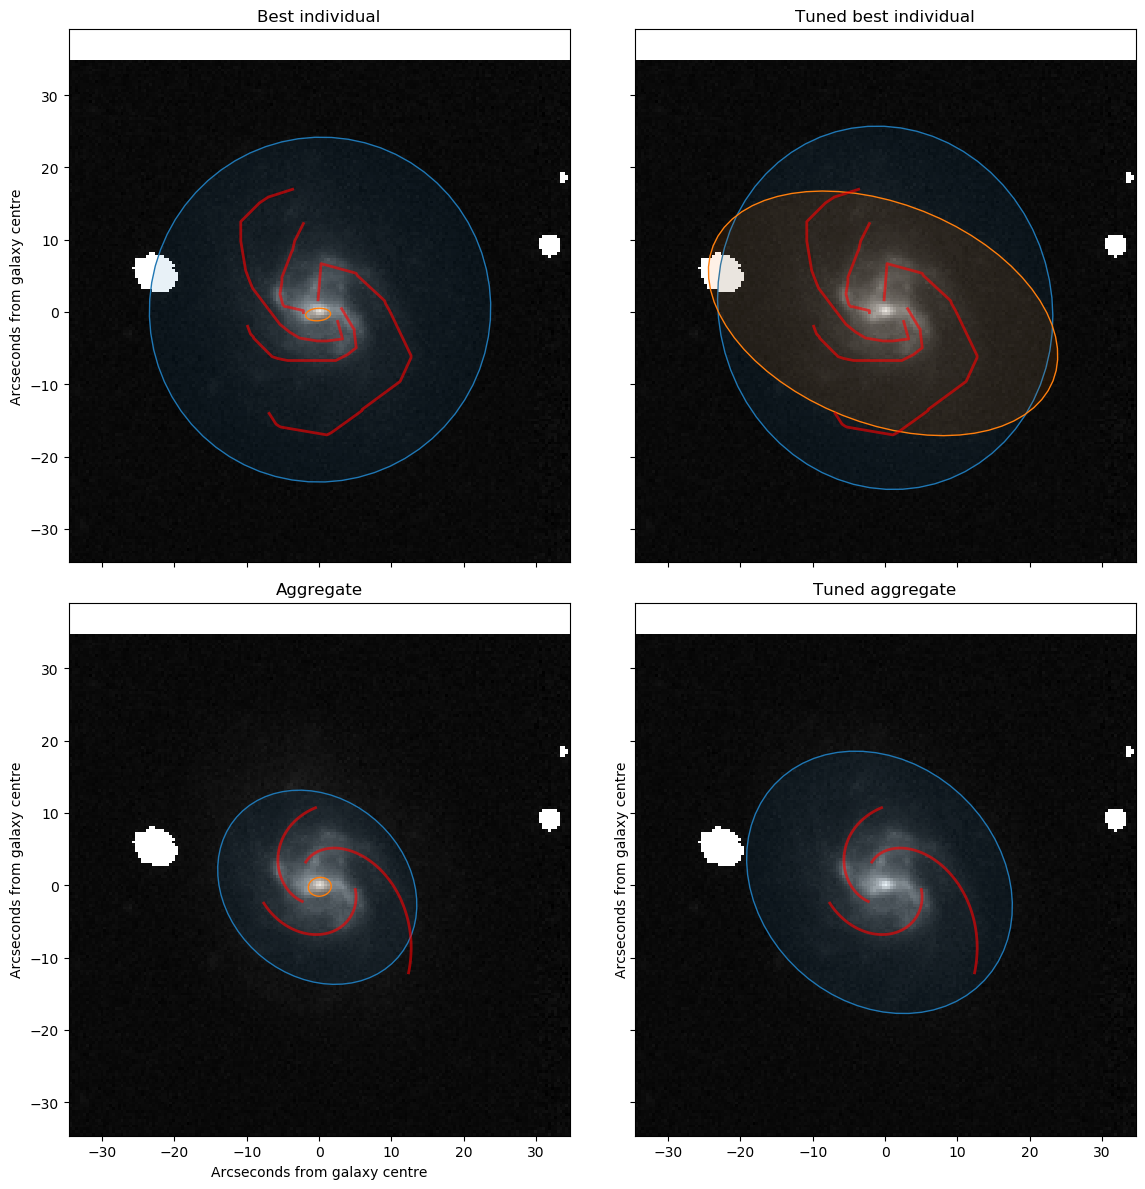 Best individual
Tuned best individual
Arcseconds from galaxy centre
30
20
10
0
−10
−20
−30
Aggregate
Tuned aggregate
Arcseconds from galaxy centre
30
20
10
0
−10
−20
−30
Arcseconds from galaxy centre
−30 −20 −10 0 10 20 30
−30 −20 −10 0 10 20 30
Arcseconds from galaxy centre